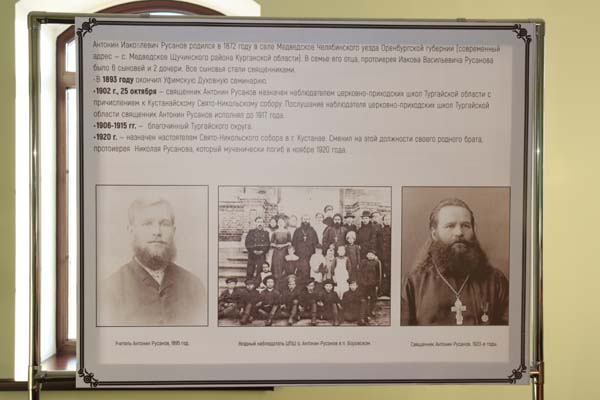 Антонин Иаковлевич Русанов родился в 1872 году в селе Медведское Челябинского уезда Оренбургской губернии (современный
адрес – с. Медведское Щучинского района Курганской области). В семье его отца, протоиерея Иакова Васильевича Русанова
было 6 сыновей и 2 дочери. Все сыновья стали священниками.
•В 1893 году окончил Уфимскую Духовную семинарию.
•1902 г., 25 октября – священник Антонин Русанов назначен наблюдателем церковно-приходских школ Тургайской области с
причислением к Кустанайскому Свято-Никольскому собору. Послушание наблюдателя церковно-приходских школ Тургайской
области священник Антонин Русанов исполнял до 1917 года.
•1906-1915 гг. – благочинный Тургайского округа.
•1920 г. – назначен настоятелем Свято-Никольского собора в г. Кустанае. Сменил на этой должности своего родного брата,
протоиерея Николая Русанова, который мученически погиб в ноябре 1920 года.
Учитель Антонин Русанов, 1895 год.
Уездный наблюдатель ЦПШ о. Антонин Русанов в п. Боровском
Священник Антонин Русанов, 1920-е годы.